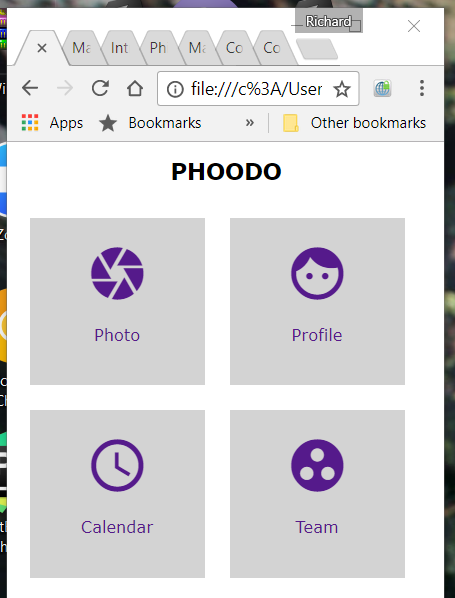 Richard
Ma
Int
Ph
Ma
Co
Co
file:///c%3A/User
Apps
Bookmarks
»
Other bookmarks
PHOODO
Photo
Profile
Calendar
Team